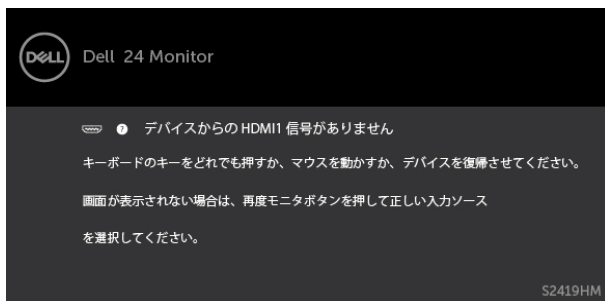 DELL
Dell 24 Monitor
? デバイスからの HDMI1 信号がありません
キーボードのキーをどれでも押すか、マウスを動かすか、デバイスを復帰させてください。
画面が表示されない場合は、再度モニタボタンを押して正しい入力ソース
を選択してください。
S2419HM